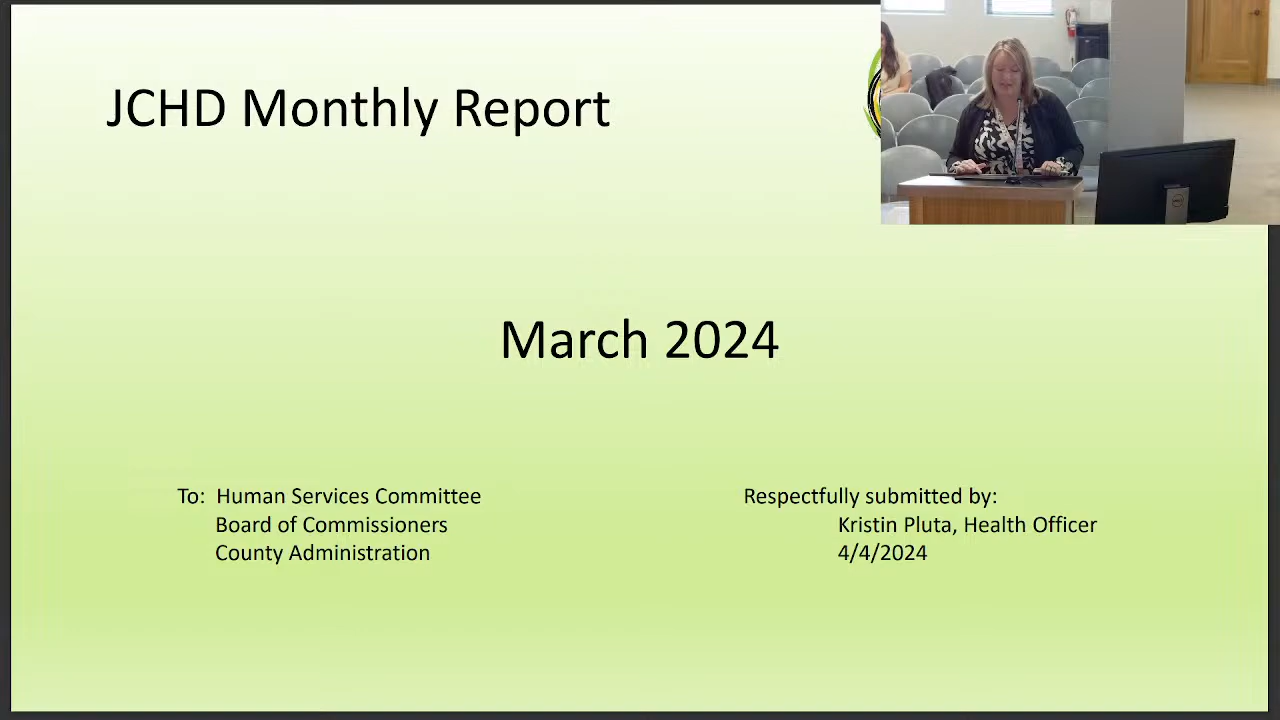 JCHD Monthly Report
March 2024
To: Human Services Committee
Board of Commissioners
County Administration
Respectfully submitted by:
Kristin Pluta, Health Officer
4/4/2024